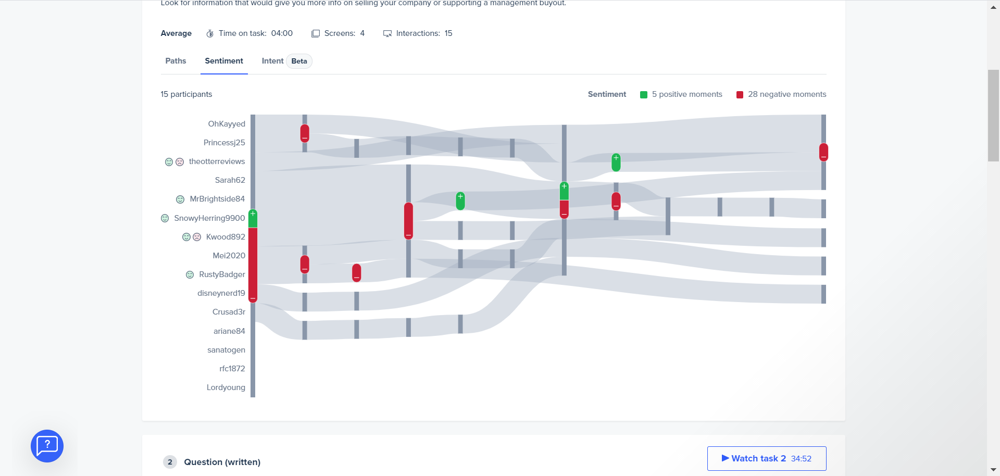 Look for information that would give you more info on selling your company or supporting a management buyout.
Average Time on task: 04:00 Screens: 4 Interactions: 15
Paths Sentiment Intent Beta
15 participants Sentiment 5 positive moments 28 negative moments
OhKayyed
Princessj25
theotterreviews
Sarah62
MrBrightside84
SnowyHerring9900
Kwood892
Mei2020
RustyBadger
disneynerd19
Crusad3r
ariane84
sanatogen
rfc1872
Lordyoung
2 Question (written) Watch task 2 34:52